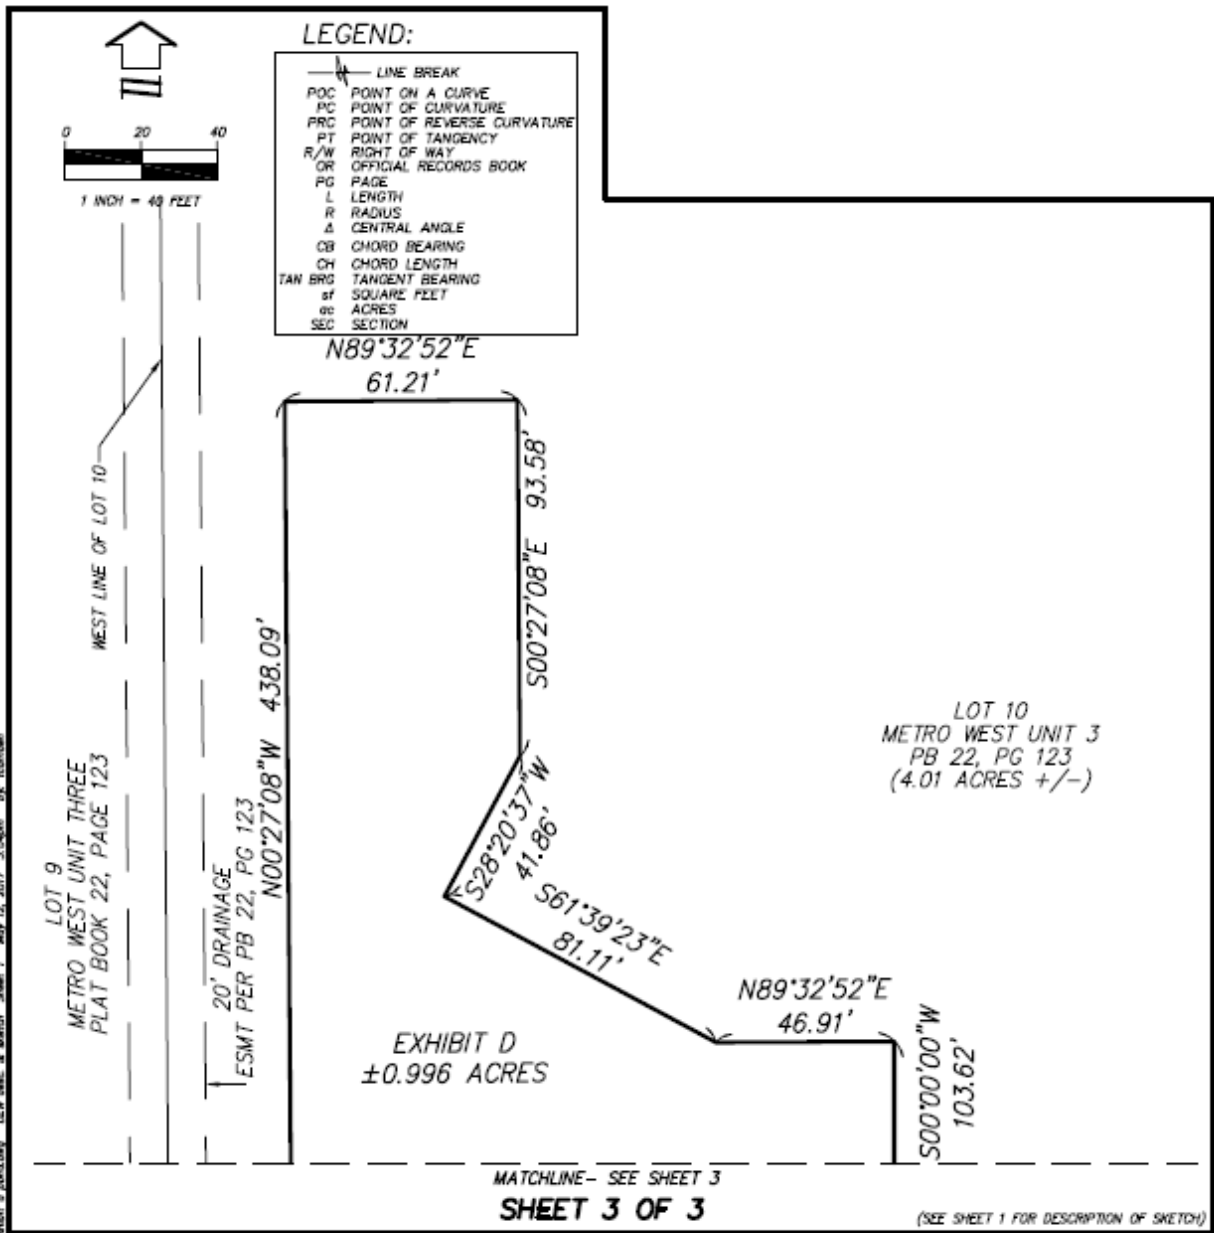 LEGEND:
LINE BREAK
POC POINT ON A CURVE
PC POINT OF CURVATURE
PRC POINT OF REVERSE CURVATURE
PT POINT OF TANGENCY
R/W RIGHT OF WAY
OR OFFICIAL RECORDS BOOK
PG PAGE
L LENGTH
R RADIUS
Δ CENTRAL ANGLE
CB CHORD BEARING
CH CHORD LENGTH
TAN BRG TANGENT BEARING
sf SQUARE FEET
ac ACRES
SEC SECTION
0 20 40
1 INCH = 40 FEET
WEST LINE OF LOT 10
N89°32'52"E
61.21'
S00°27'08"E 93.58'
N00°27'08"W 438.09'
S28°20'37"W
41.86'
S61°39'23"E
81.11'
N89°32'52"E
46.91'
S00°00'00"W
103.62'
LOT 10
METRO WEST UNIT 3
PB 22, PG 123
(4.01 ACRES +/-)
LOT 9
METRO WEST UNIT THREE
PLAT BOOK 22, PAGE 123
20' DRAINAGE
ESMT PER PB 22, PG 123
EXHIBIT D
±0.996 ACRES
MATCHLINE- SEE SHEET 3
SHEET 3 OF 3
(SEE SHEET 1 FOR DESCRIPTION OF SKETCH)